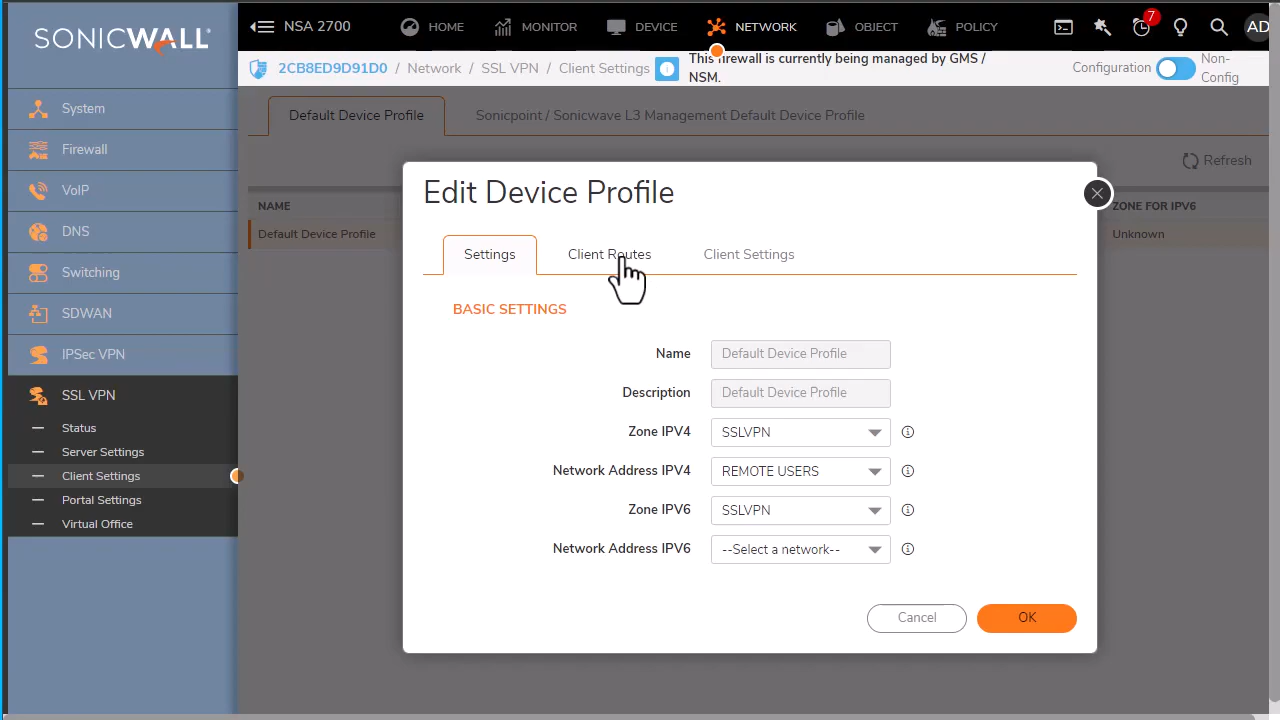 SONICWALL
NSA 2700
HOME
MONITOR
DEVICE
NETWORK
OBJECT
POLICY
7
AD
2CB8ED9D91D0 / Network / SSL VPN / Client Settings
This firewall is currently being managed by GMS /
NSM.
Configuration
Non-
Config
System
Firewall
VoIP
DNS
Switching
SDWAN
IPSec VPN
SSL VPN
Status
Server Settings
Client Settings
Portal Settings
Virtual Office
Default Device Profile
Sonicpoint / Sonicwave L3 Management Default Device Profile
Refresh
NAME
ZONE FOR IPV6
Default Device Profile
Unknown
Edit Device Profile
Settings
Client Routes
Client Settings
BASIC SETTINGS
Name
Default Device Profile
Description
Default Device Profile
Zone IPV4
SSLVPN
Network Address IPV4
REMOTE USERS
Zone IPV6
SSLVPN
Network Address IPV6
--Select a network--
Cancel
OK